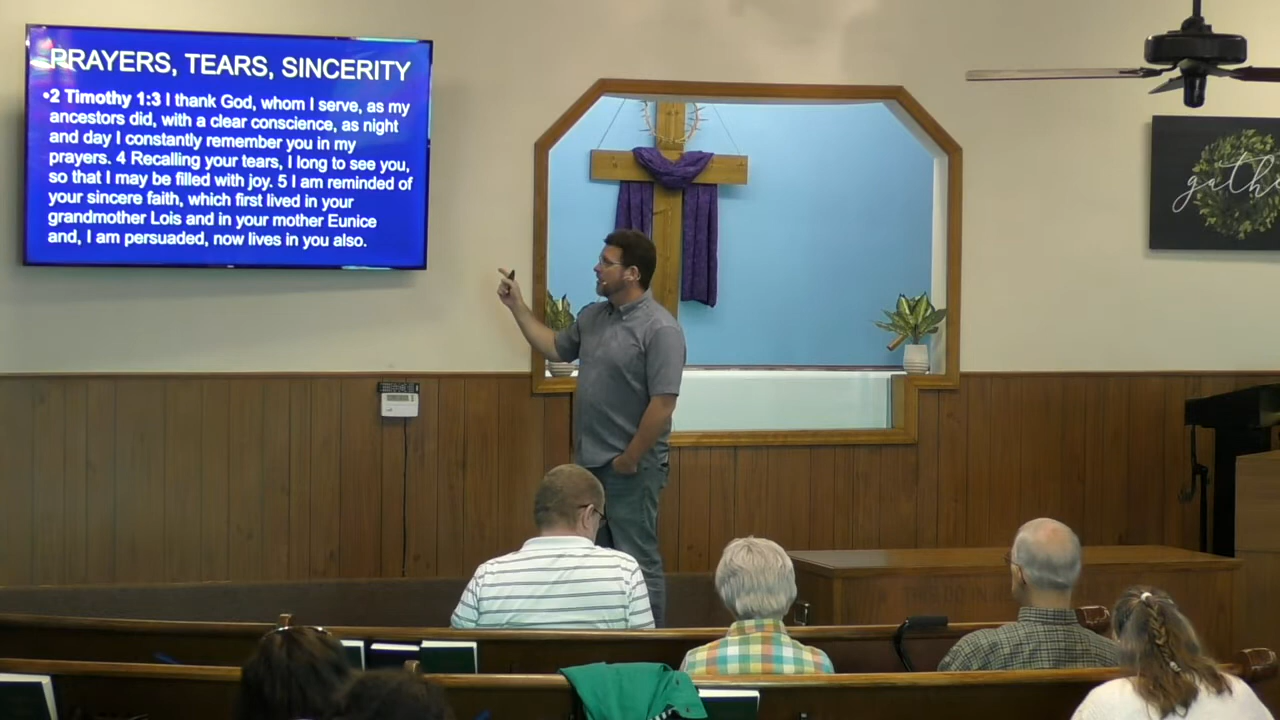 PRAYERS, TEARS, SINCERITY
•2 Timothy 1:3 I thank God, whom I serve, as my
ancestors did, with a clear conscience, as night
and day I constantly remember you in my
prayers. 4 Recalling your tears, I long to see you,
so that I may be filled with joy. 5 I am reminded of
your sincere faith, which first lived in your
grandmother Lois and in your mother Eunice
and, I am persuaded, now lives in you also.
THIS DO IN